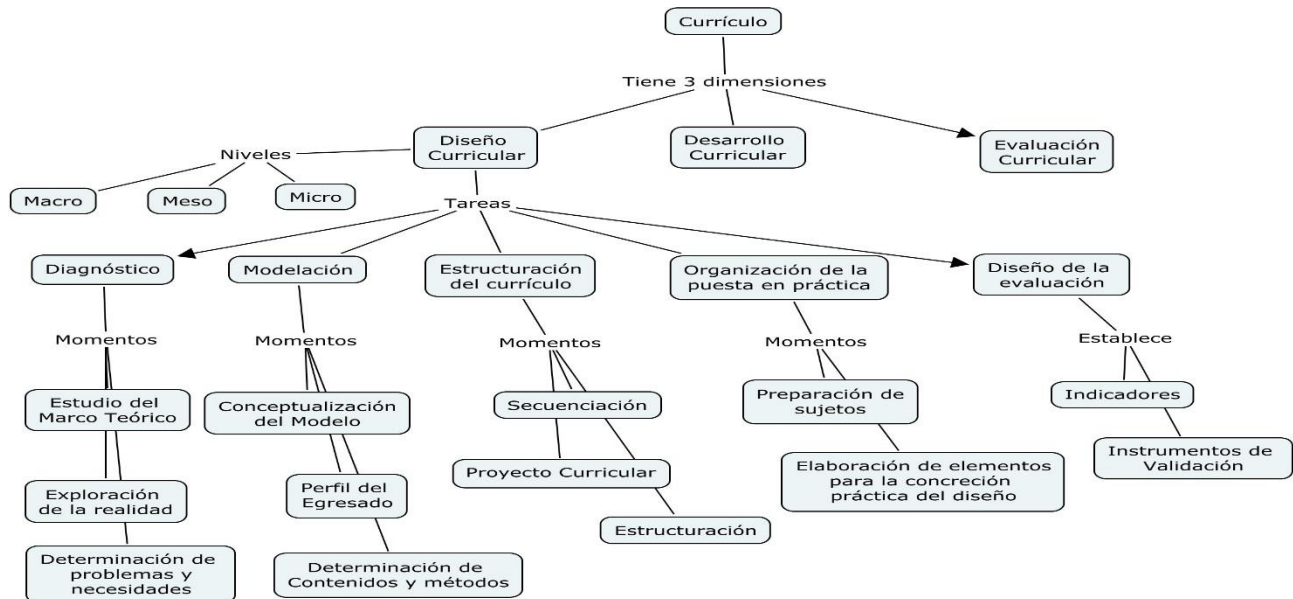 Currículo
Tiene 3 dimensiones
Diseño
Curricular
Desarrollo
Curricular
Evaluación
Curricular
Niveles
Macro
Meso
Micro
Tareas
Diagnóstico
Modelación
Estructuración
del currículo
Organización de la
puesta en práctica
Diseño de la
evaluación
Momentos
Momentos
Momentos
Momentos
Establece
Estudio del
Marco Teórico
Conceptualización
del Modelo
Secuenciación
Preparación de
sujetos
Indicadores
Exploración
de la realidad
Perfil del
Egresado
Proyecto Curricular
Elaboración de elementos
para la concreción
práctica del diseño
Instrumentos de
Validación
Estructuración
Determinación de
problemas y
necesidades
Determinación de
Contenidos y métodos